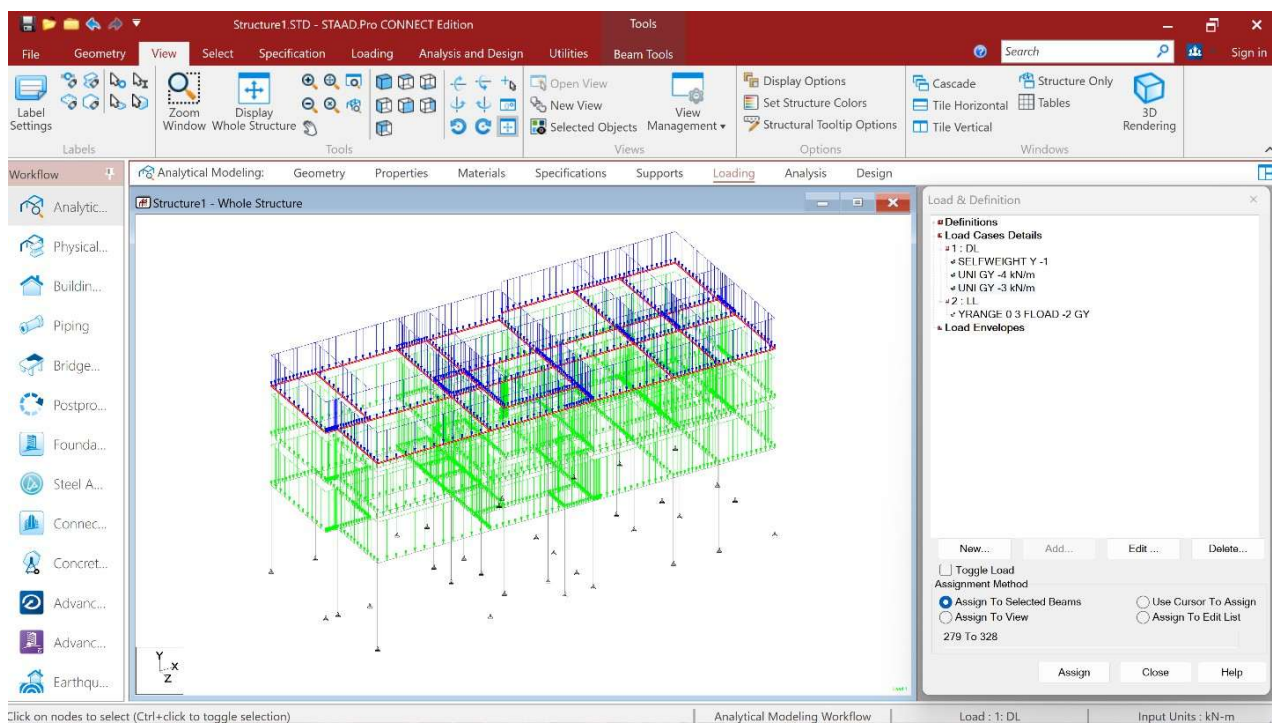 Structure1.STD - STAAD.Pro CONNECT Edition
Tools
File Geometry View Select Specification Loading Analysis and Design Utilities Beam Tools
Search
Sign in
Label Settings
Labels
Zoom Window
Display Whole Structure
Tools
Open View
New View
Selected Objects
View Management
Views
Display Options
Set Structure Colors
Structural Tooltip Options
Options
Cascade
Tile Horizontal
Tile Vertical
Structure Only
Tables
3D Rendering
Windows
Workflow
Analytical Modeling: Geometry Properties Materials Specifications Supports Loading Analysis Design
Analytic...
Physical...
Buildin...
Piping
Bridge...
Postpro...
Founda...
Steel A...
Connec...
Concret...
Advanc...
Advanc...
Earthqu...
Structure1 - Whole Structure
Y
X
Z
Load & Definition
Definitions
Load Cases Details
1 : DL
SELFWEIGHT Y -1
UNI GY -4 kN/m
UNI GY -3 kN/m
2 : LL
YRANGE 0 3 FLOAD -2 GY
Load Envelopes
New... Add... Edit ... Delete...
Toggle Load
Assignment Method
Assign To Selected Beams Use Cursor To Assign
Assign To View Assign To Edit List
279 To 328
Assign Close Help
Click on nodes to select (Ctrl+click to toggle selection)
Analytical Modeling Workflow
Load : 1: DL
Input Units : kN-m